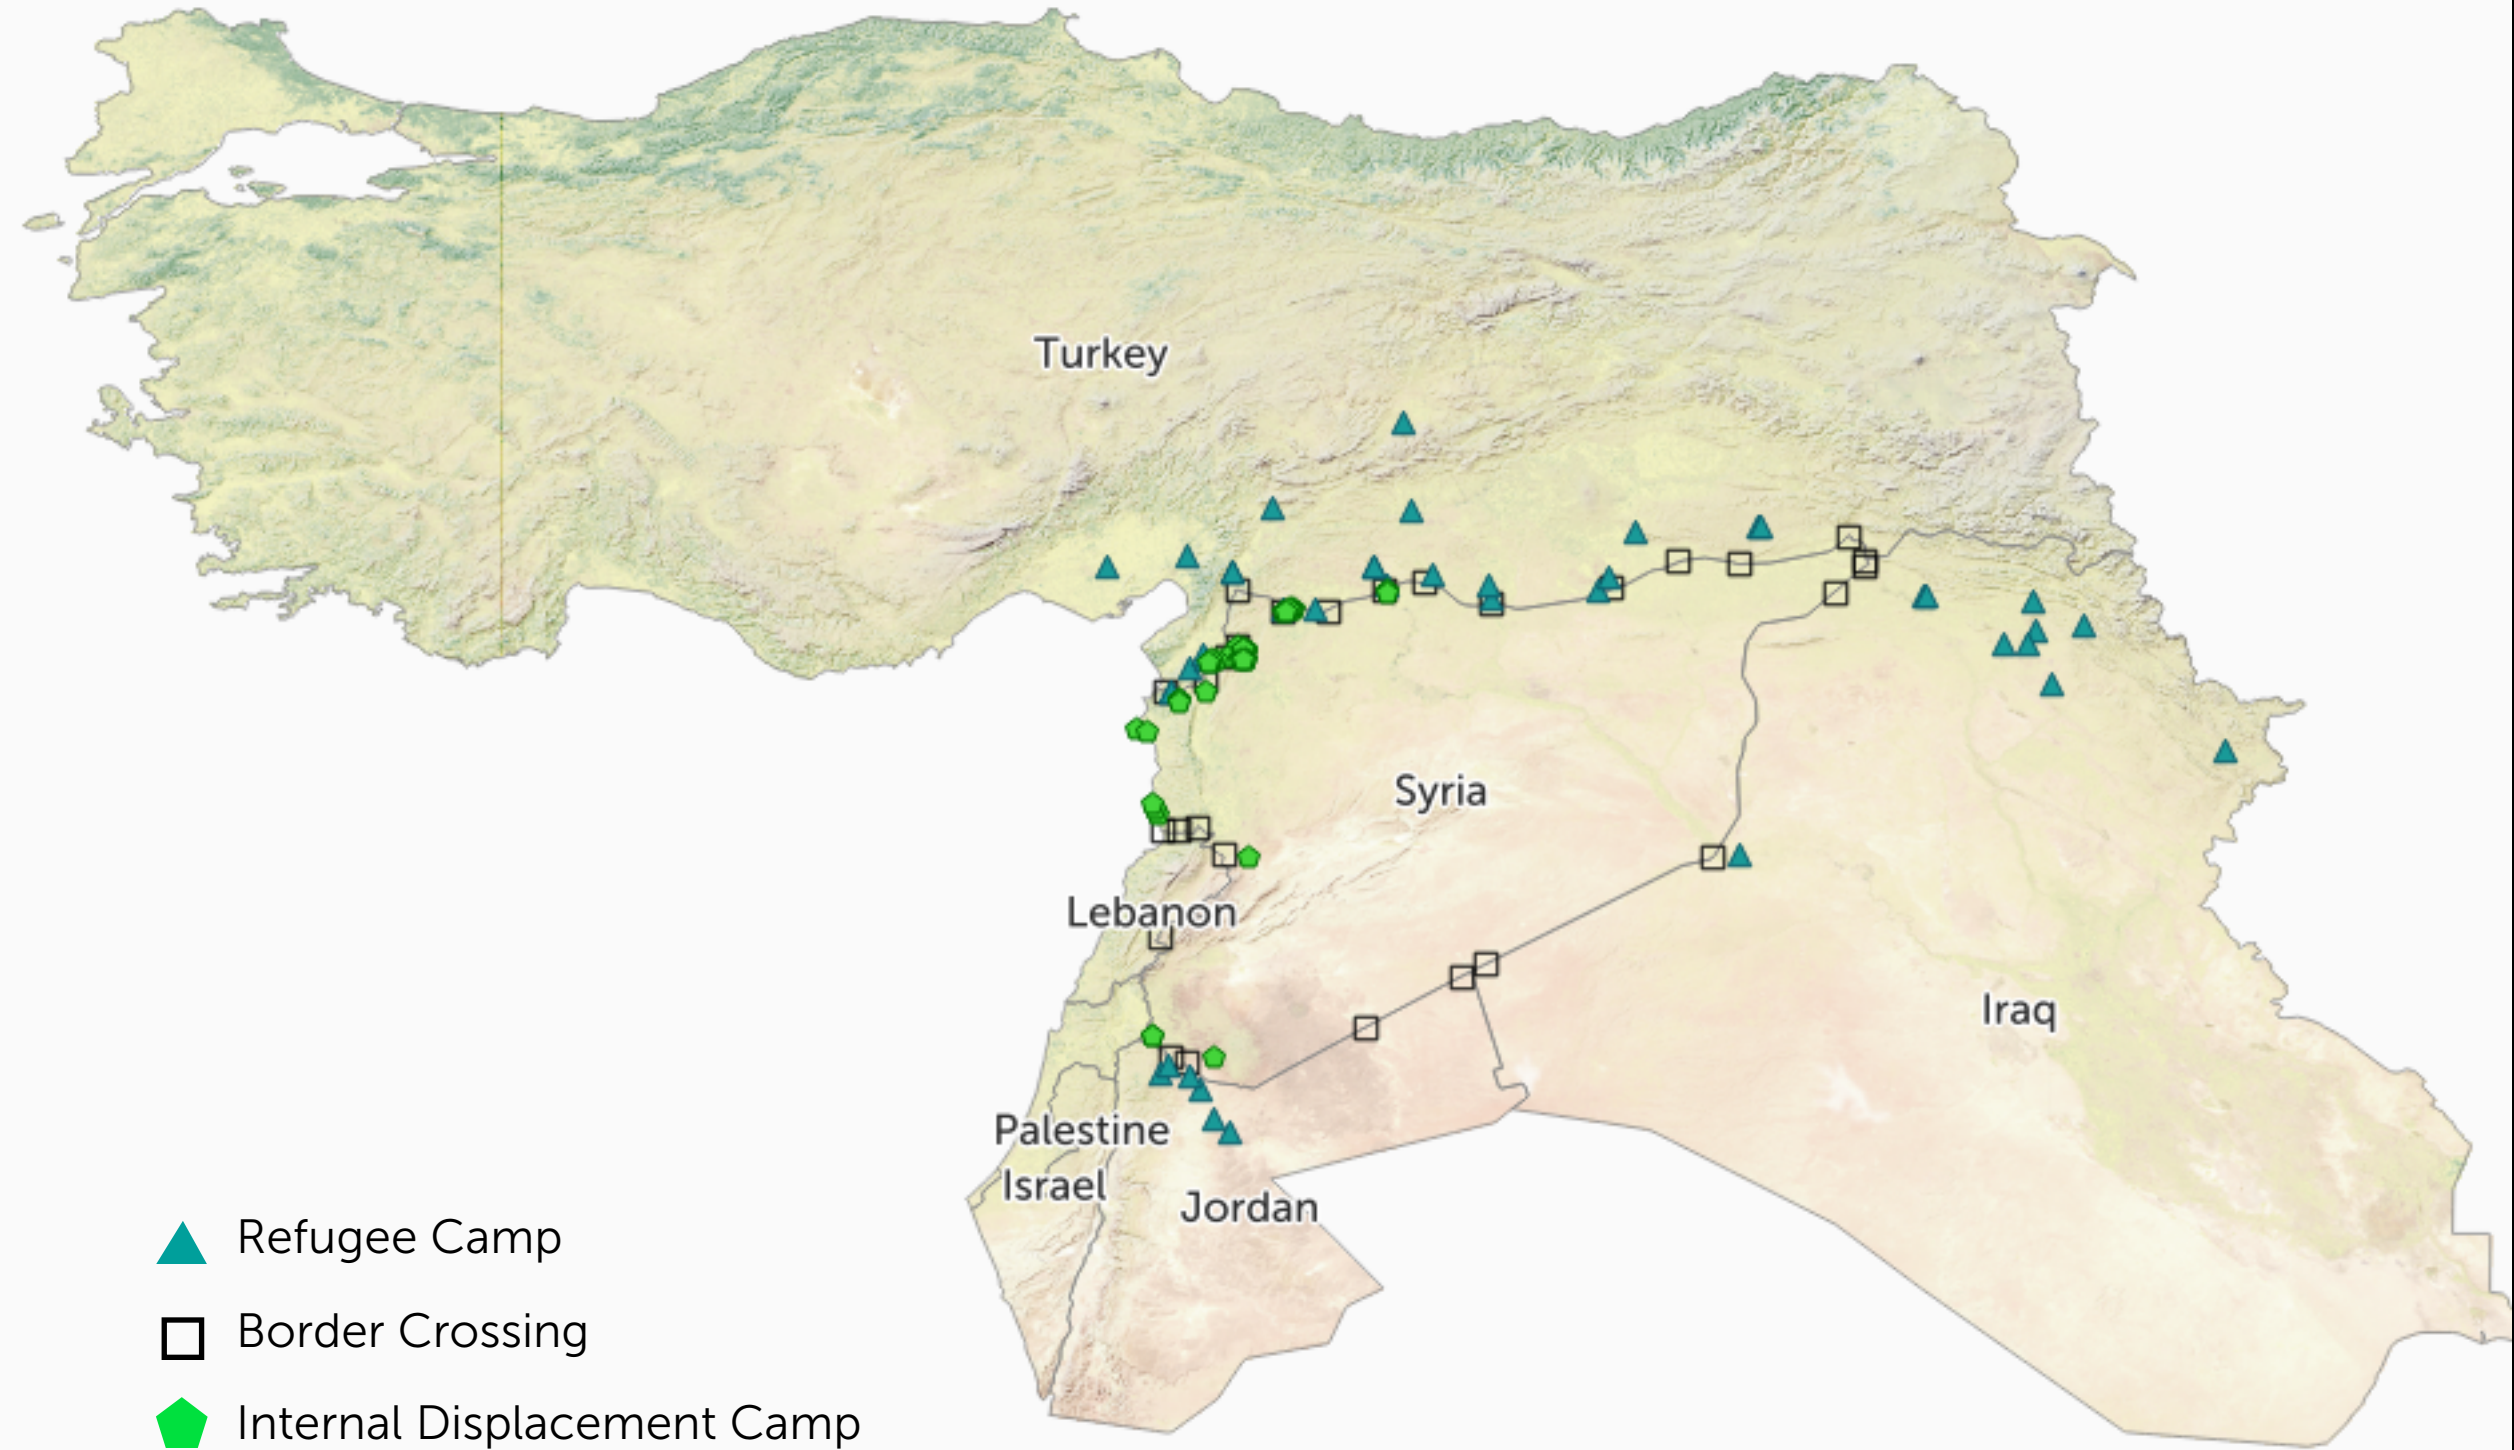 Turkey
Syria
Lebanon
Iraq
Palestine
Israel
Jordan
Refugee Camp
Border Crossing
Internal Displacement Camp